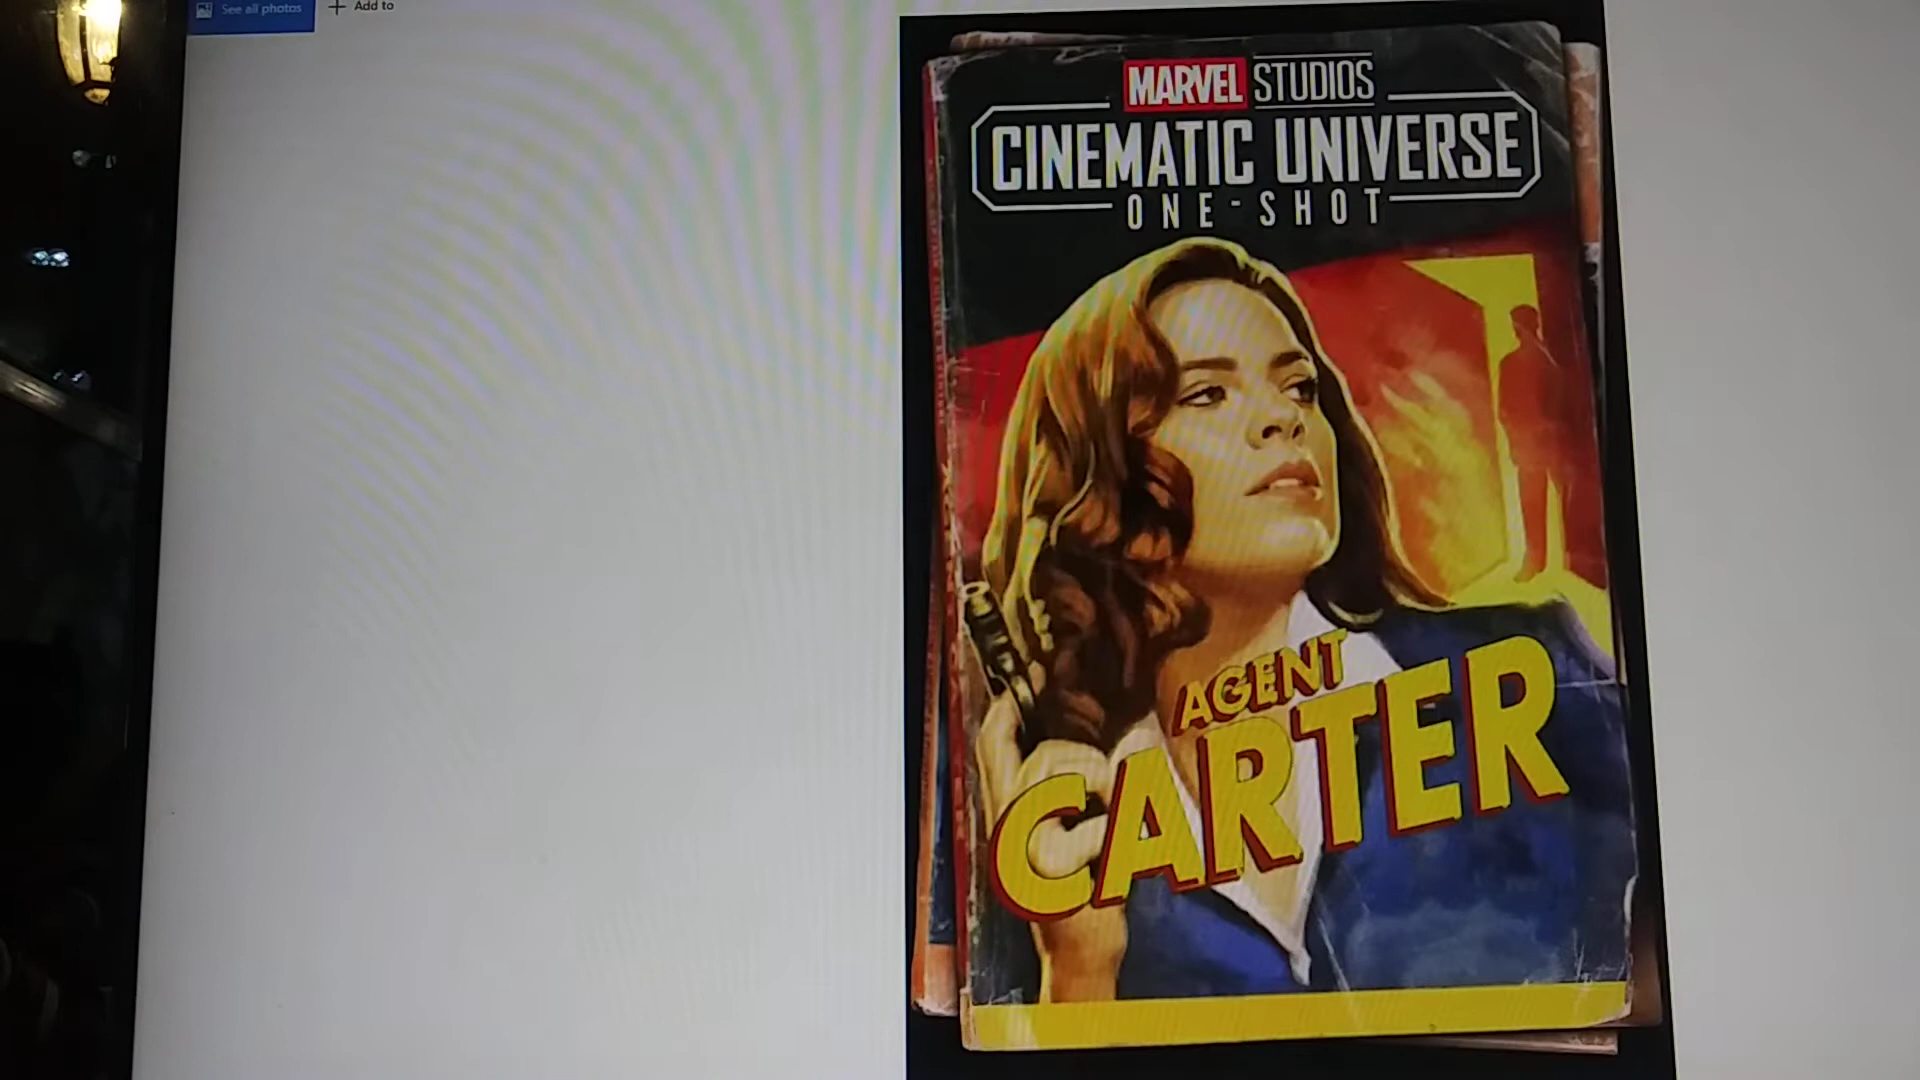 See all photos
Add to
MARVEL STUDIOS
CINEMATIC UNIVERSE
ONE-SHOT
AGENT
CARTER